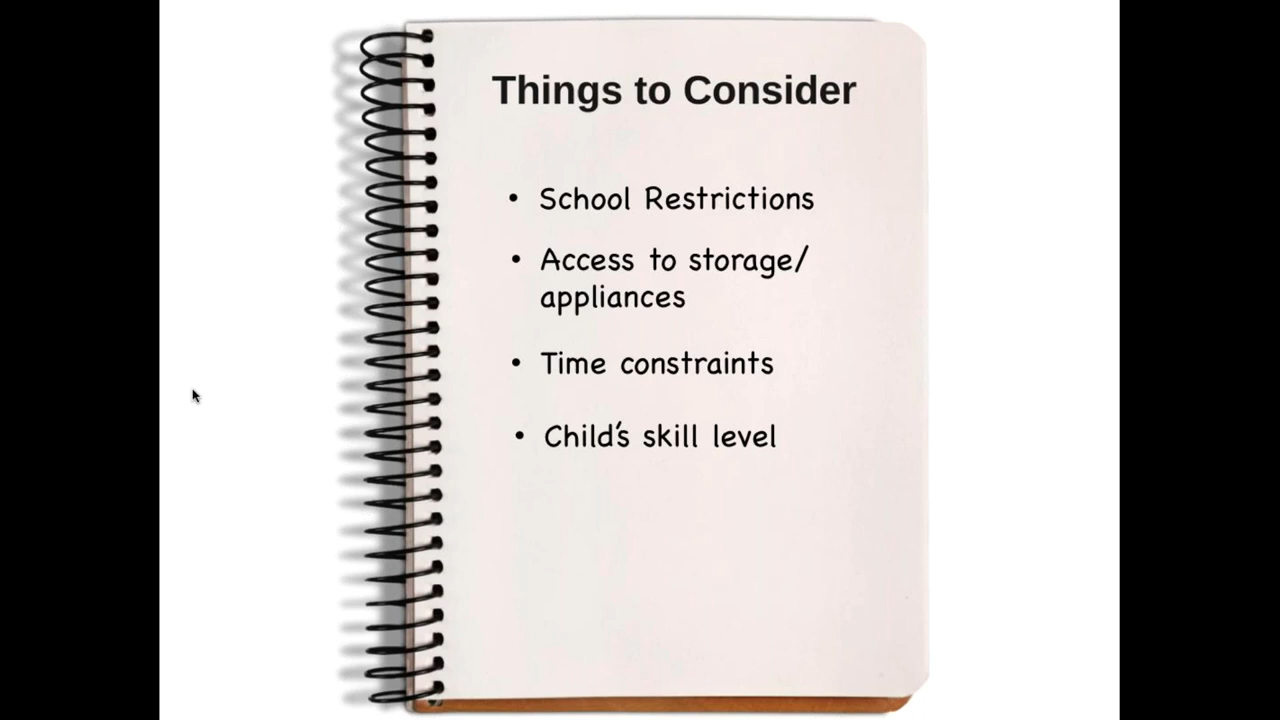 Things to Consider
• School Restrictions
• Access to storage/
appliances
• Time constraints
• Child's skill level